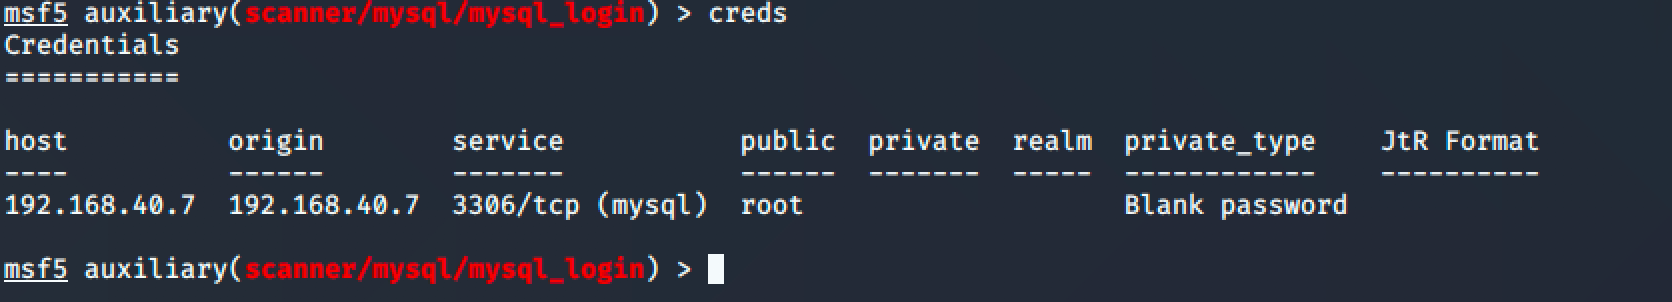 msf5 auxiliary(scanner/mysql/mysql_login) > creds
Credentials
===========
host origin service public private realm private_type JtR Format
---- ------ ------- ------ ------- ----- ------------ ----------
192.168.40.7 192.168.40.7 3306/tcp (mysql) root Blank password
msf5 auxiliary(scanner/mysql/mysql_login) >